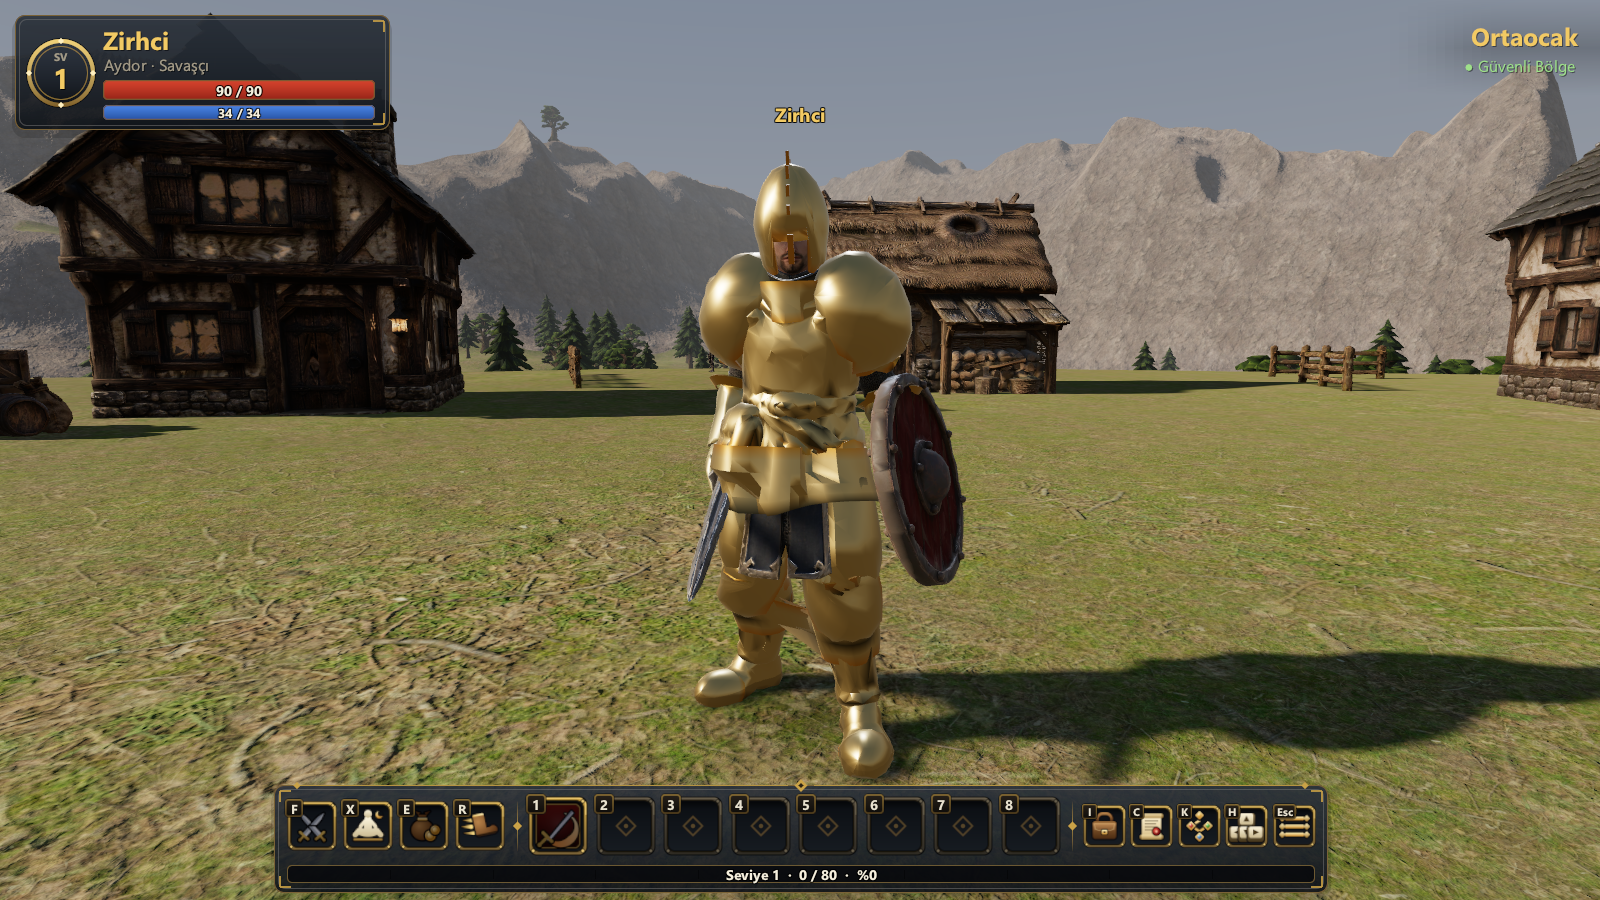 SV
1
Zirhci
Aydor · Savaşçı
90 / 90
34 / 34
Ortaocak
Güvenli Bölge
Zirhci
F X E R 1 2 3 4 5 6 7 8 I C K H Esc
Seviye 1 · 0 / 80 · %0